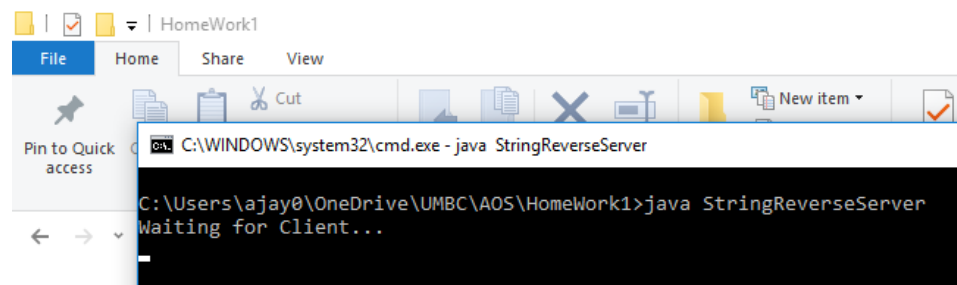 HomeWork1
File Home Share View
Cut
New item
Pin to Quick access
C:\WINDOWS\system32\cmd.exe - java StringReverseServer
C:\Users\ajay0\OneDrive\UMBC\AOS\HomeWork1>java StringReverseServer
Waiting for Client...